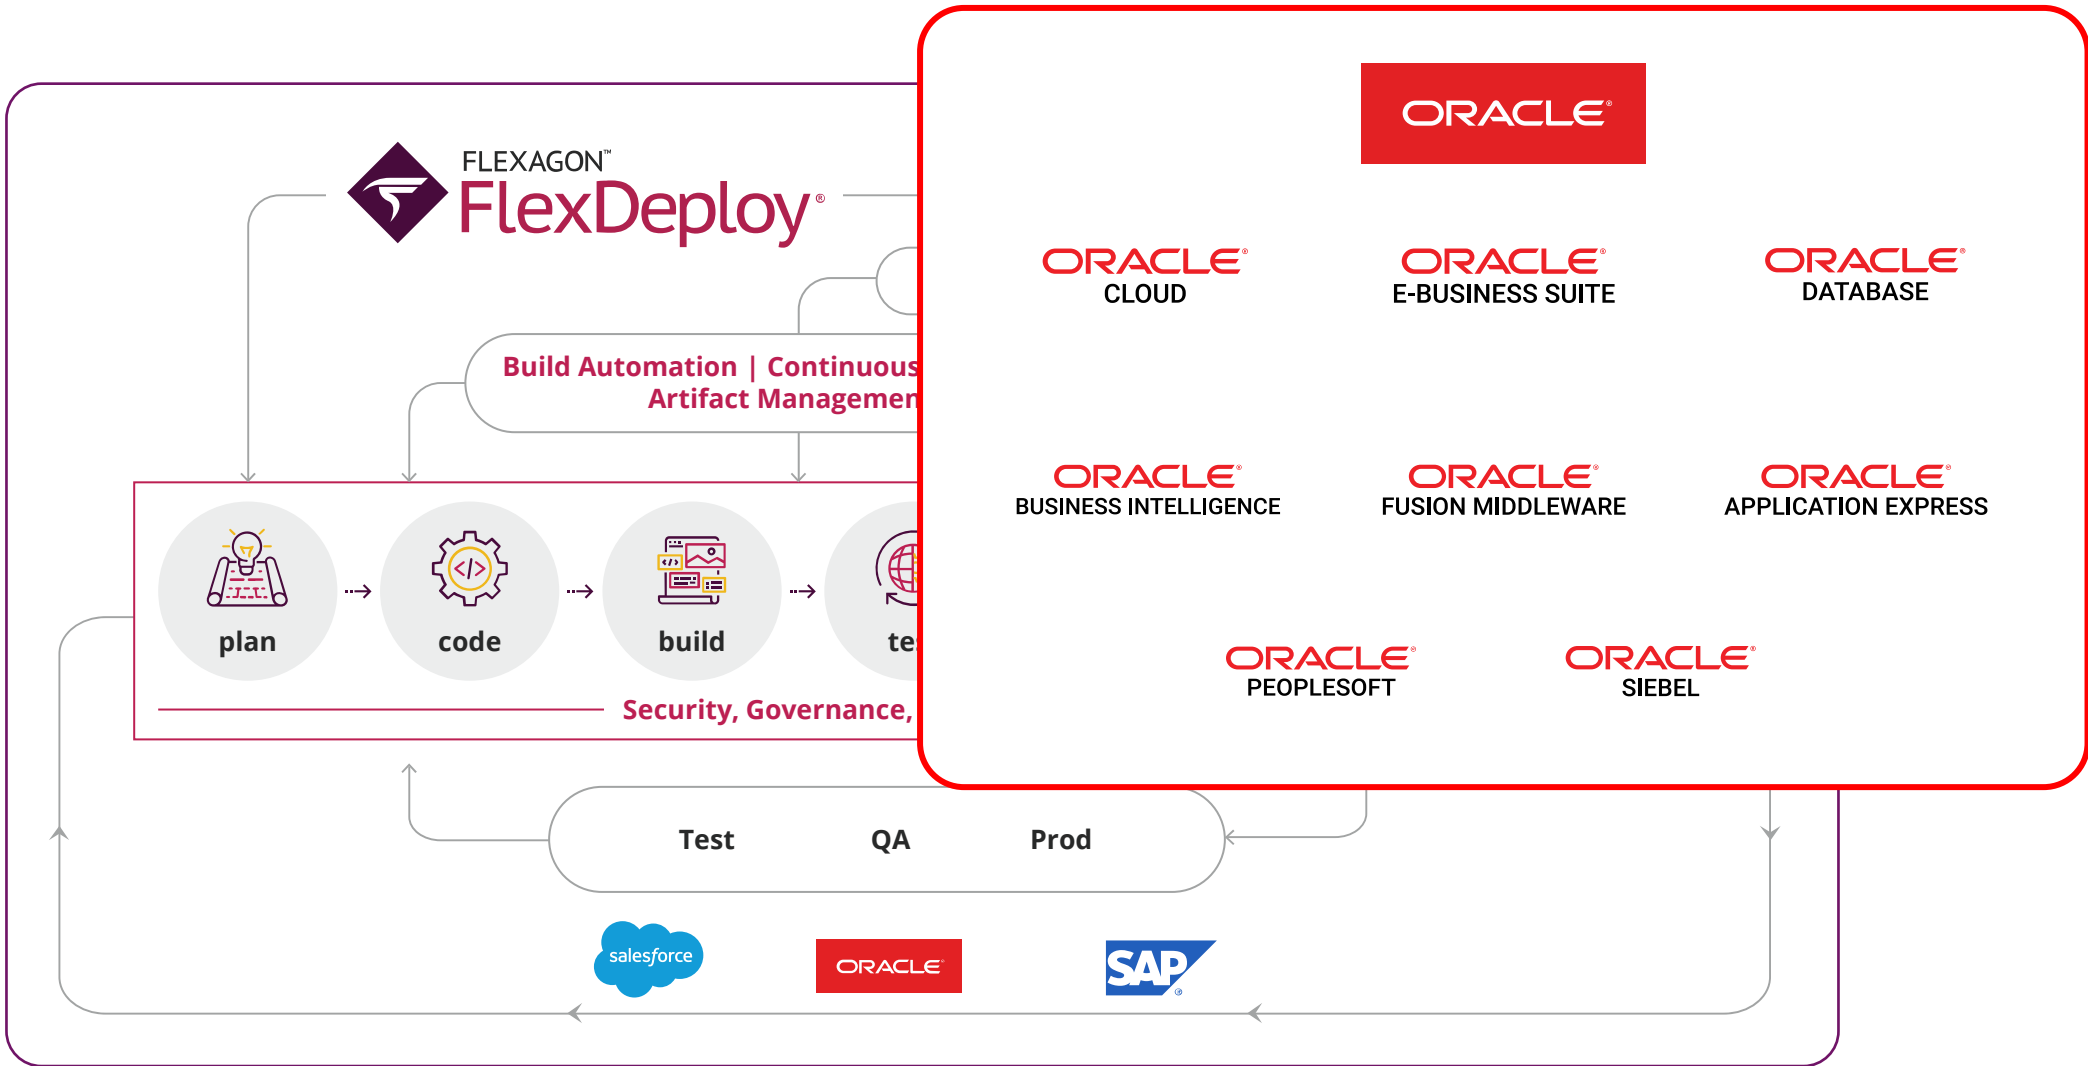 FLEXAGON™
FlexDeploy®
Build Automation | Continuous
Artifact Managemen
plan
code
build
</>
</>
Security, Governance,
Test QA Prod
salesforce
ORACLE
SAP®
ORACLE®
ORACLE®
CLOUD
ORACLE®
E-BUSINESS SUITE
ORACLE®
DATABASE
ORACLE®
BUSINESS INTELLIGENCE
ORACLE®
FUSION MIDDLEWARE
ORACLE®
APPLICATION EXPRESS
ORACLE®
PEOPLESOFT
ORACLE®
SIEBEL